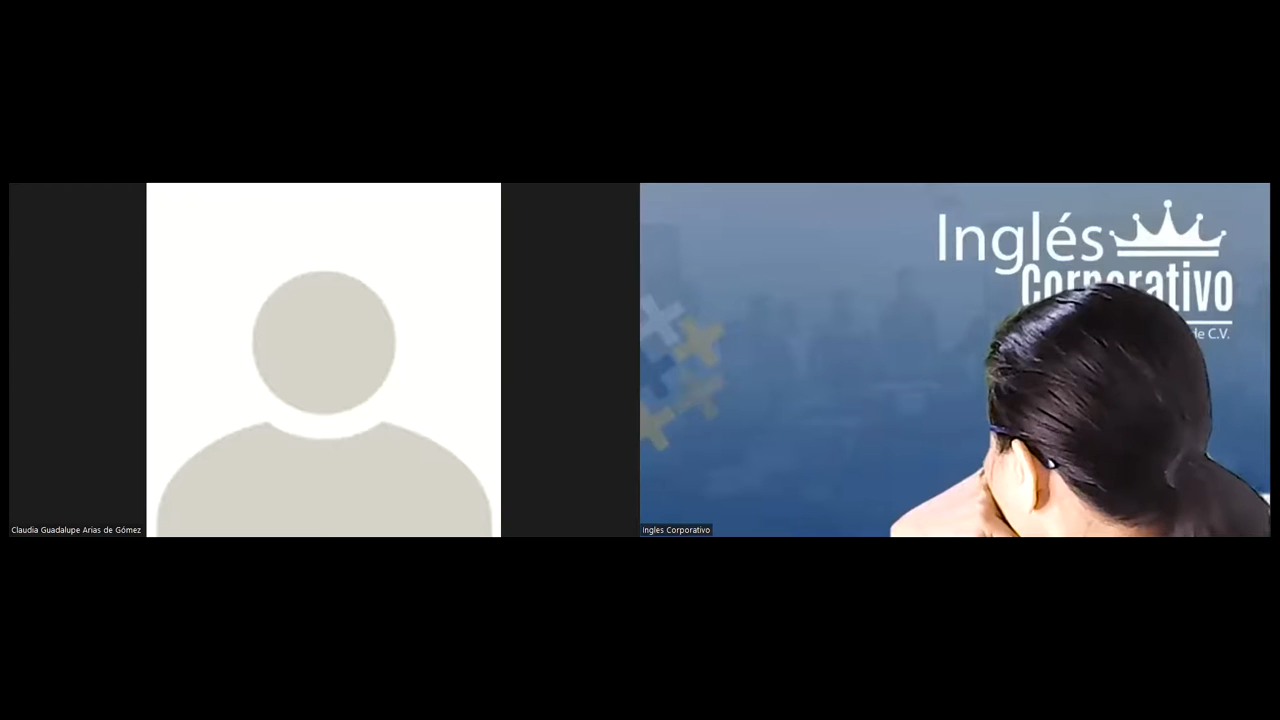 Inglés
Corporativo
de C.V.
Claudia Guadalupe Arias de Gómez
Ingles Corporativo